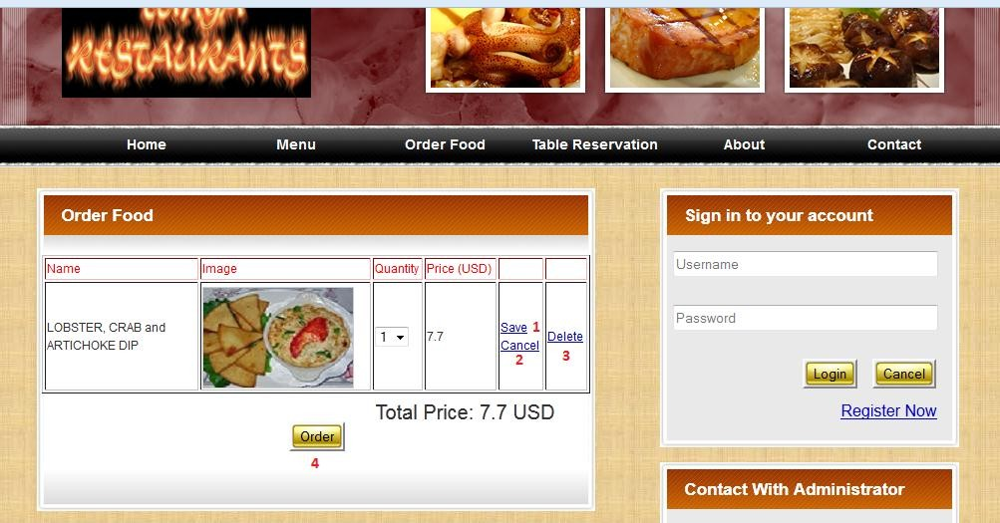 RESTAURANTS
Home Menu Order Food Table Reservation About Contact
Order Food
Name Image Quantity Price (USD)
LOBSTER, CRAB and
ARTICHOKE DIP
1
7.7
Save 1
Cancel
2
Delete
3
Total Price: 7.7 USD
Order
4
Sign in to your account
Username
Password
Login Cancel
Register Now
Contact With Administrator